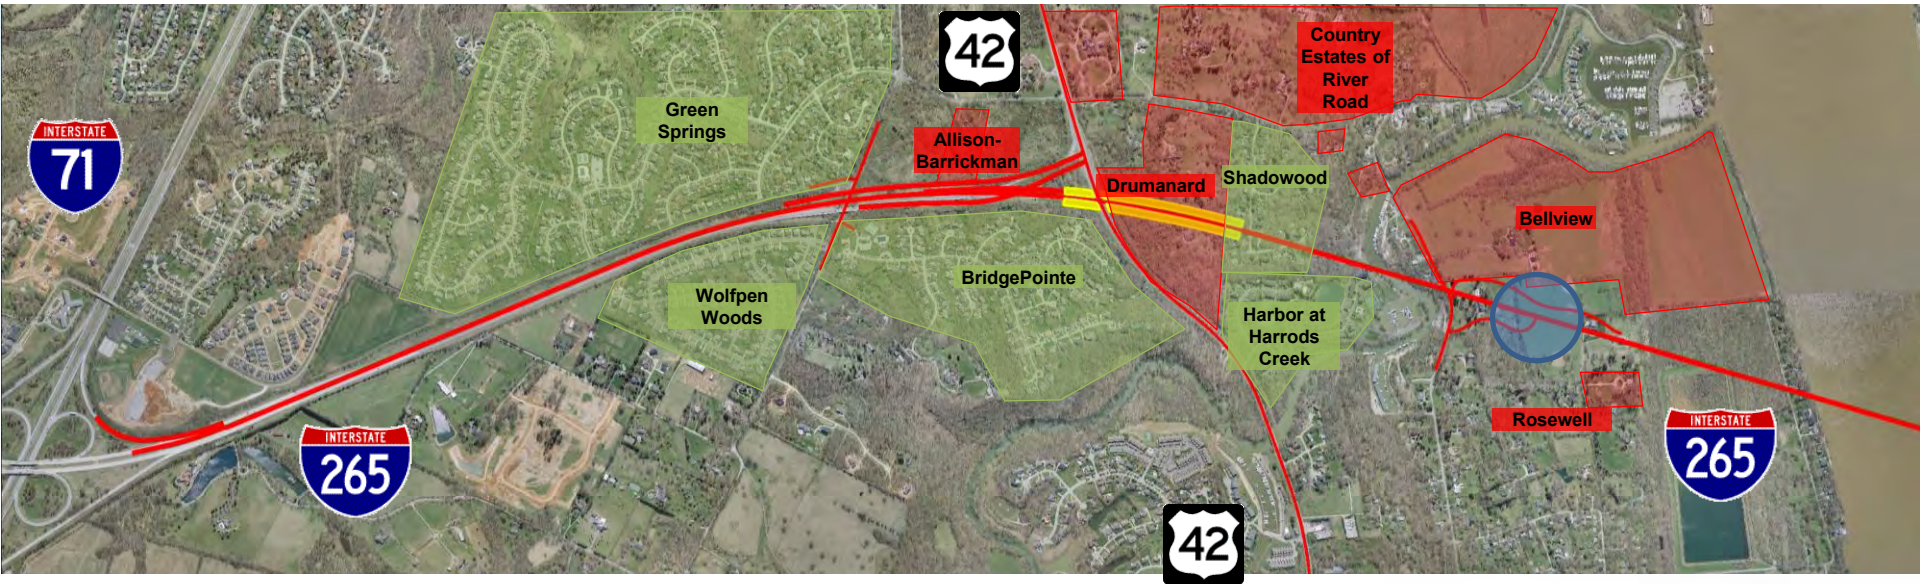 42
Country
Estates of
River
Road
Green
Springs
INTERSTATE
71
Allison-
Barrickman
Drumanard
Shadowood
Bellview
BridgePointe
Wolfpen
Woods
Harbor at
Harrods
Creek
Rosewell
INTERSTATE
265
INTERSTATE
265
42